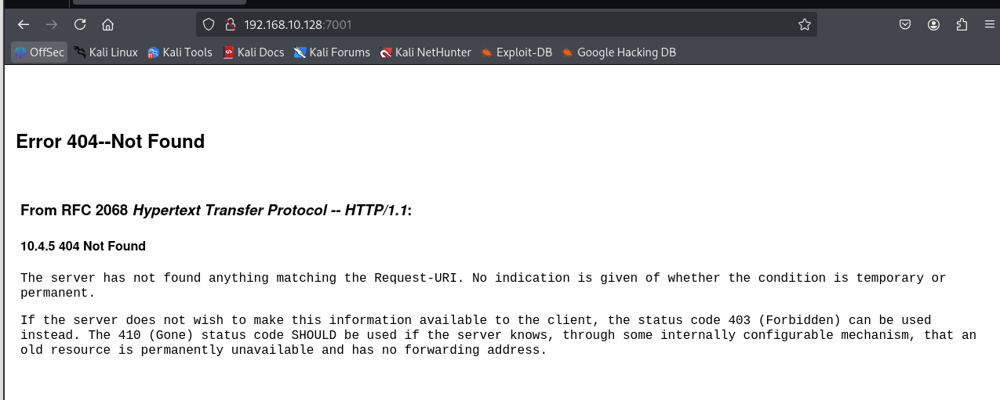 192.168.10.128:7001
OffSec Kali Linux Kali Tools Kali Docs Kali Forums Kali NetHunter Exploit-DB Google Hacking DB
Error 404--Not Found
From RFC 2068 Hypertext Transfer Protocol -- HTTP/1.1:
10.4.5 404 Not Found
The server has not found anything matching the Request-URI. No indication is given of whether the condition is temporary or
permanent.
If the server does not wish to make this information available to the client, the status code 403 (Forbidden) can be used
instead. The 410 (Gone) status code SHOULD be used if the server knows, through some internally configurable mechanism, that an
old resource is permanently unavailable and has no forwarding address.